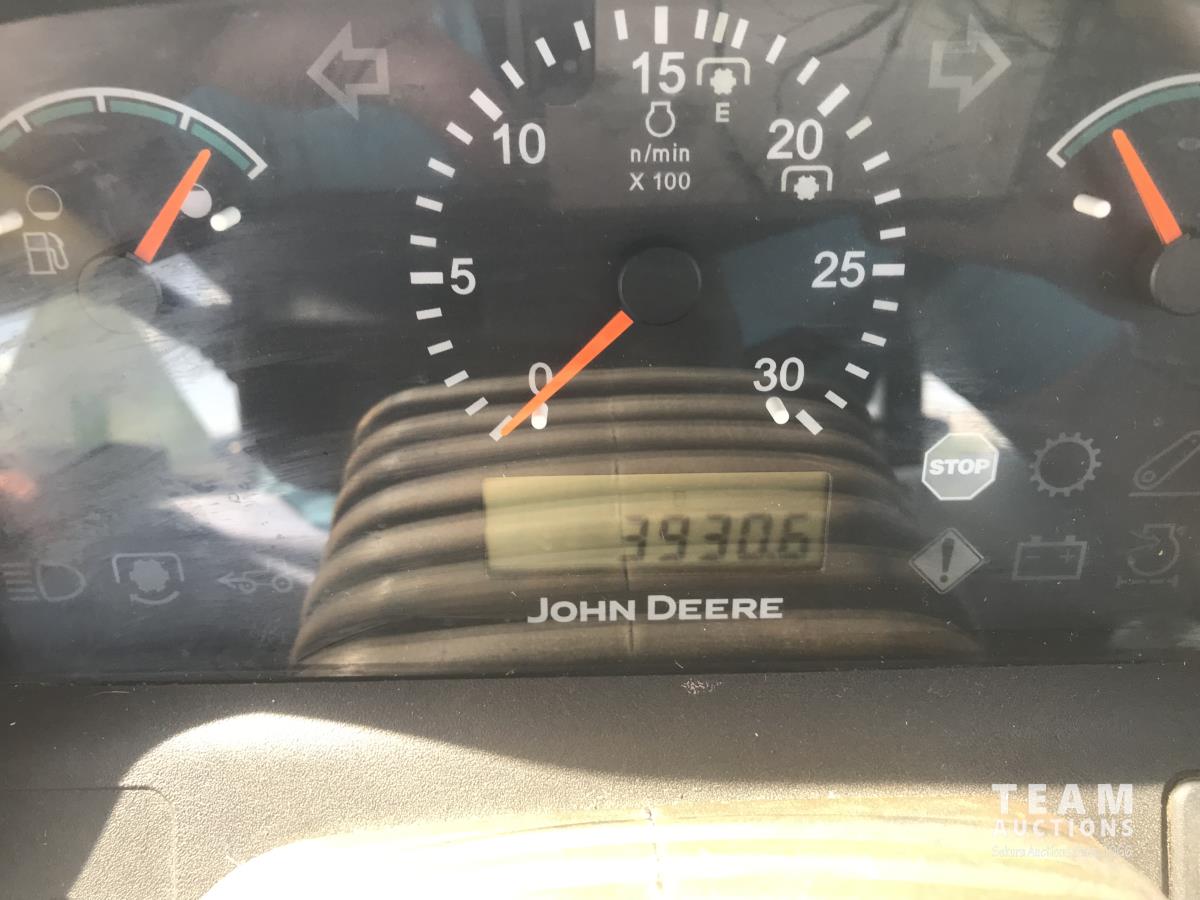 15
10
E
20
n/min
X 100
5
25
0
30
STOP
3930.6
JOHN DEERE
TEAM
AUCTIONS